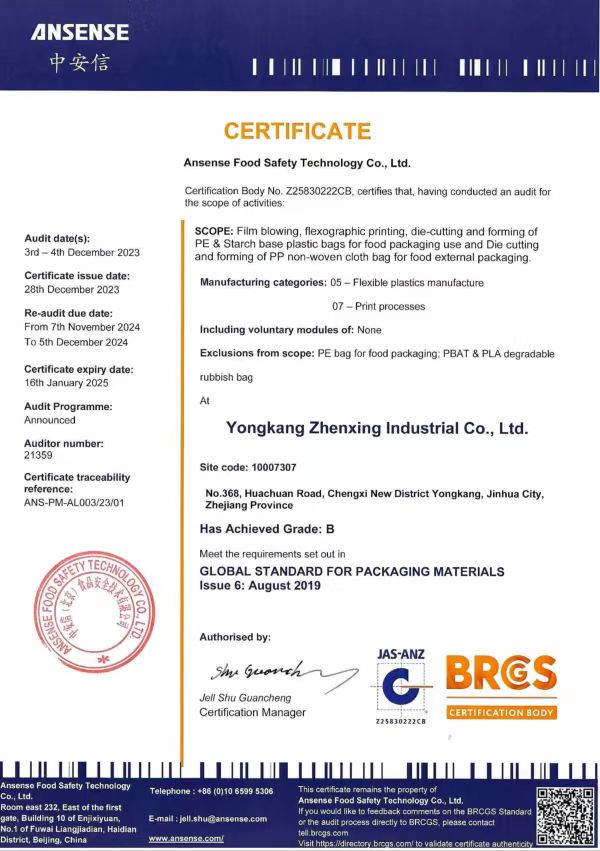 ANSENSE
中安信
CERTIFICATE
Ansense Food Safety Technology Co., Ltd.
Certification Body No. Z25830222CB, certifies that, having conducted an audit for
the scope of activities:
SCOPE: Film blowing, flexographic printing, die-cutting and forming of
PE & Starch base plastic bags for food packaging use and Die cutting
and forming of PP non-woven cloth bag for food external packaging.
Manufacturing categories: 05 – Flexible plastics manufacture
07 – Print processes
Including voluntary modules of: None
Exclusions from scope: PE bag for food packaging; PBAT & PLA degradable
rubbish bag
At
Yongkang Zhenxing Industrial Co., Ltd.
Site code: 10007307
No.368, Huachuan Road, Chengxi New District Yongkang, Jinhua City,
Zhejiang Province
Has Achieved Grade: B
Meet the requirements set out in
GLOBAL STANDARD FOR PACKAGING MATERIALS
Issue 6: August 2019
Audit date(s):
3rd – 4th December 2023
Certificate issue date:
28th December 2023
Re-audit due date:
From 7th November 2024
To 5th December 2024
Certificate expiry date:
16th January 2025
Audit Programme:
Announced
Auditor number:
21359
Certificate traceability
reference:
ANS-PM-AL003/23/01
ANSENSE FOOD SAFETY TECHNOLOGY CO., LTD.
中安信(北京)食品安全技术有限公司
Authorised by:
Shu Guancheng
Jell Shu Guancheng
Certification Manager
JAS-ANZ
Z25830222CB
BRCGS
CERTIFICATION BODY
Ansense Food Safety Technology
Co., Ltd.
Room east 232, East of the first
gate, Building 10 of Enjixiyuan,
No.1 of Fuwai Liangjiadian, Haidian
District, Beijing, China
Telephone : +86 (0)10 6599 5306
E-mail : jell.shu@ansense.com
www.ansense.com/
This certificate remains the property of
Ansense Food Safety Technology Co., Ltd.
If you would like to feedback comments on the BRCGS Standard
or the audit process directly to BRCGS, please contact
tell.brcgs.com
Visit https://directory.brcgs.com/ to validate certificate authenticity